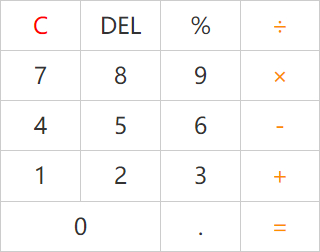 C DEL % ÷
7 8 9 ×
4 5 6 -
1 2 3 +
0 . =